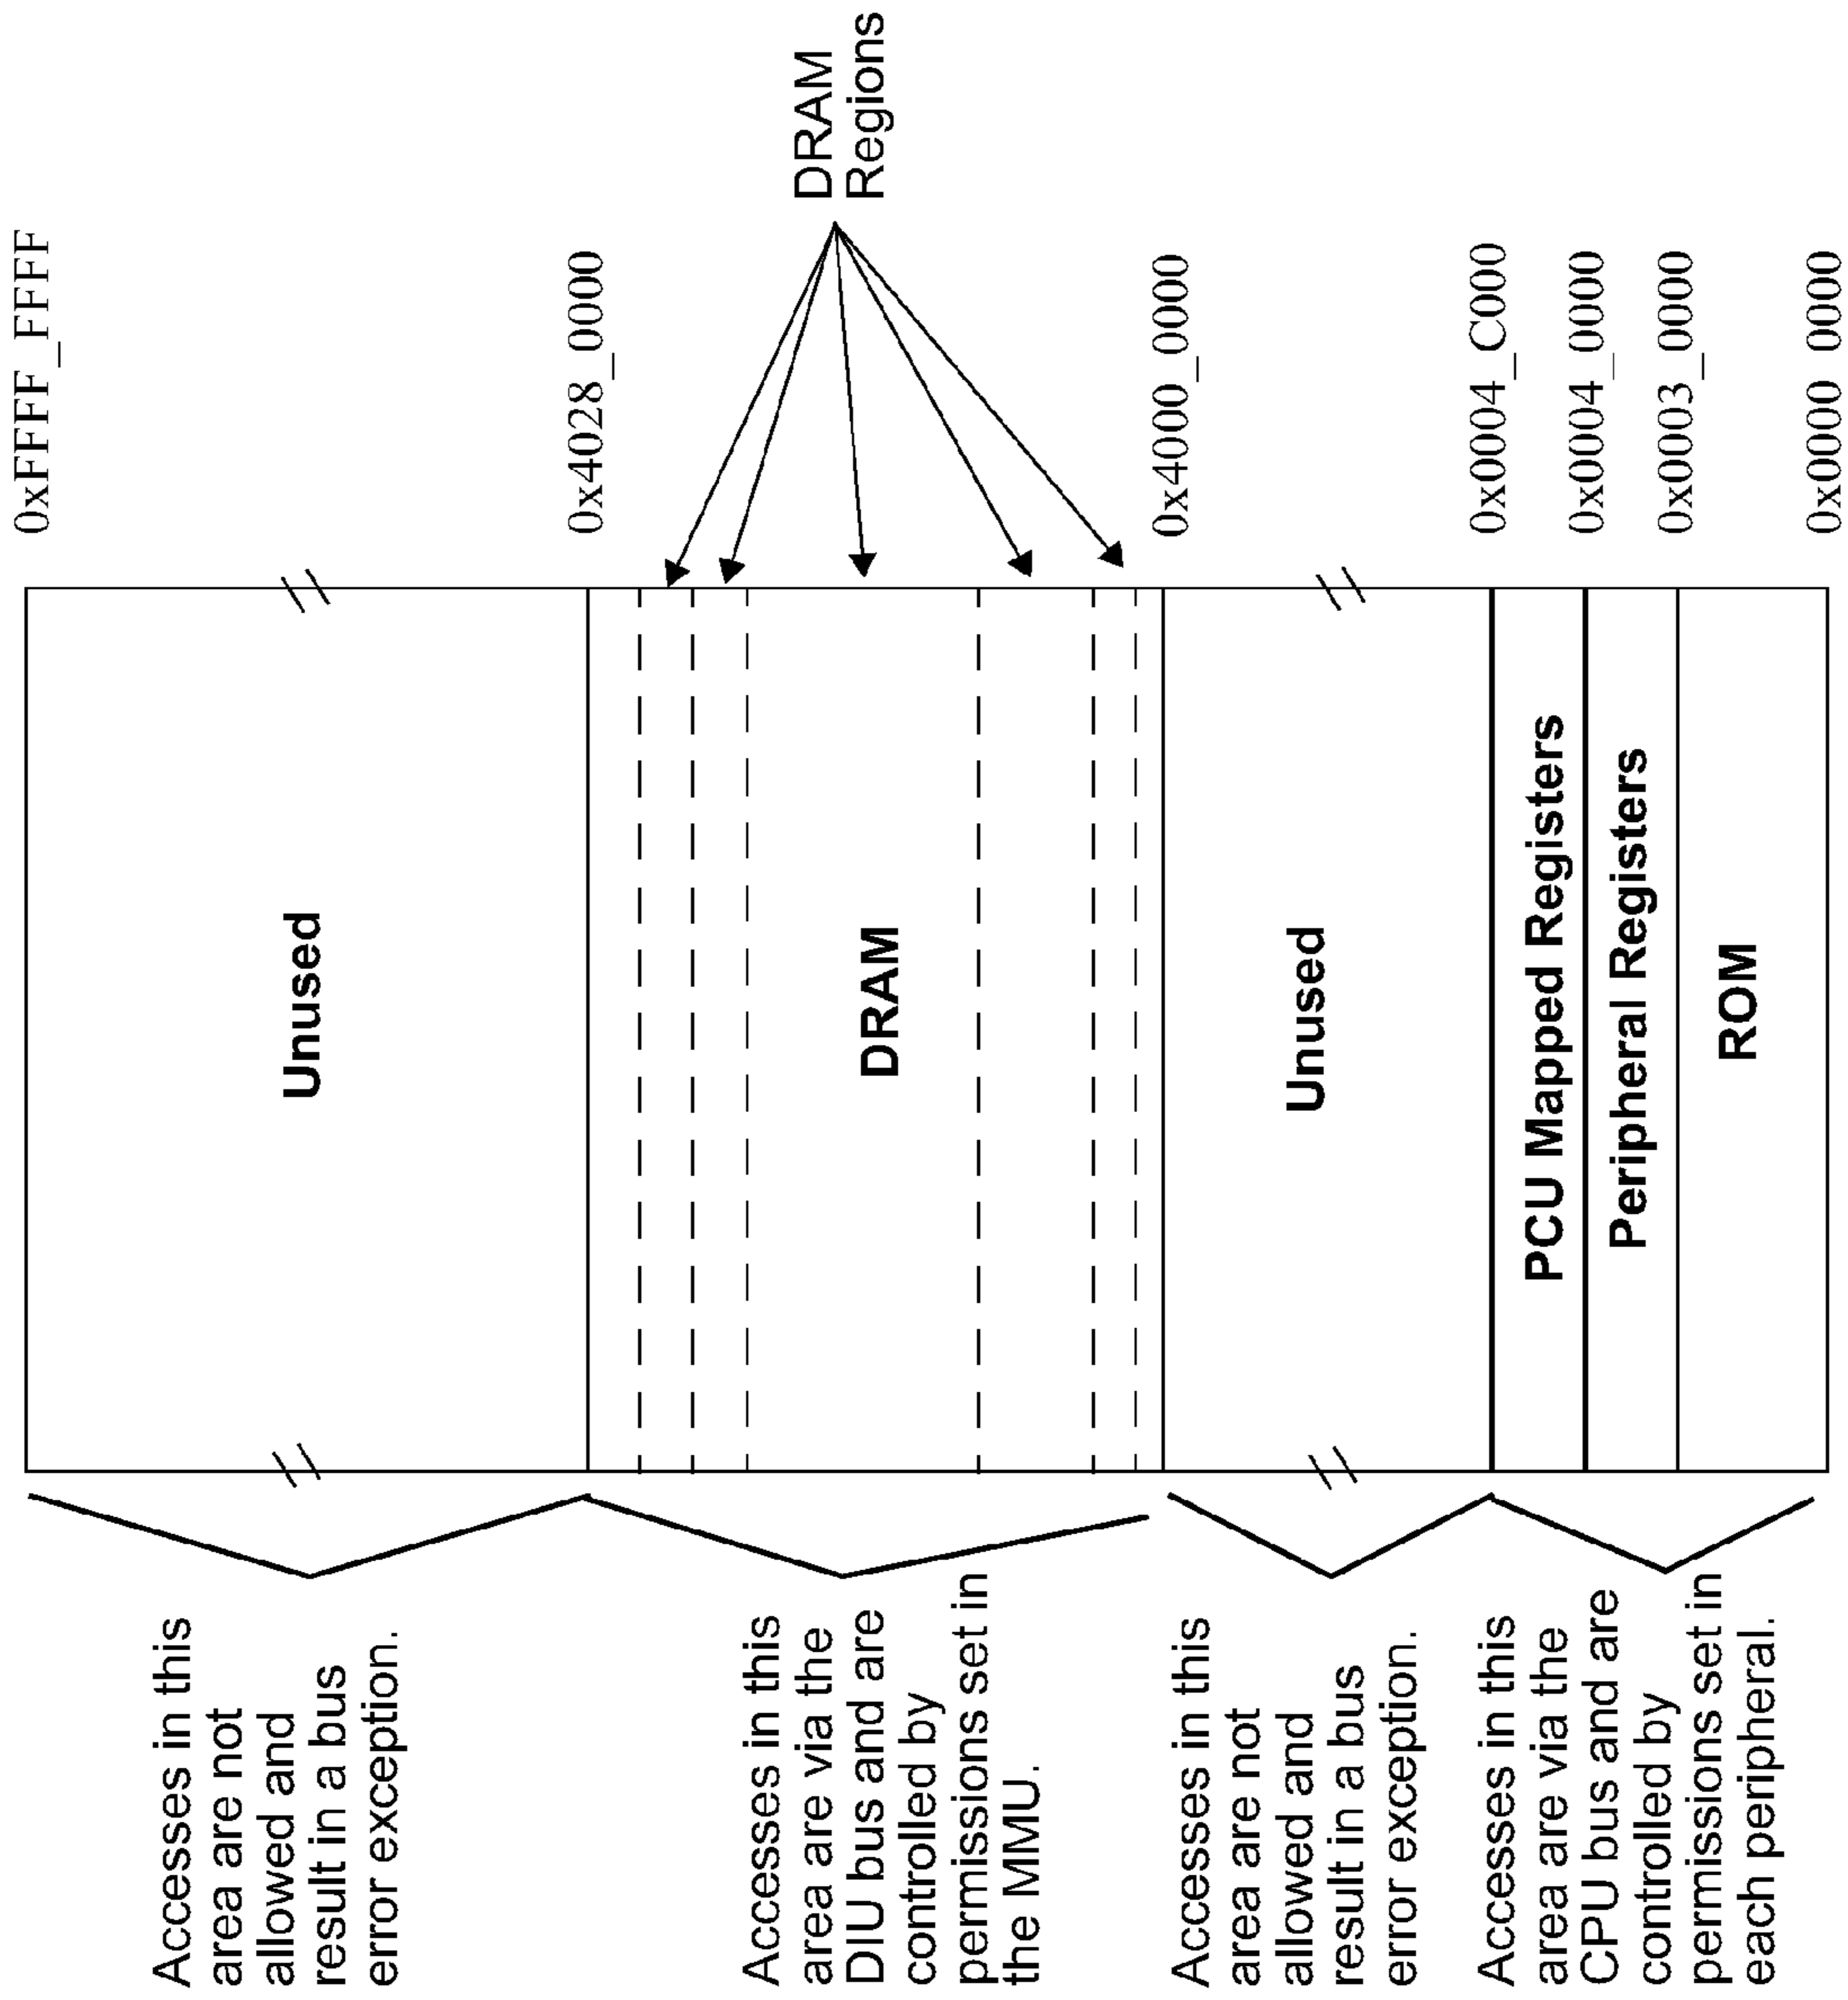 Accesses in this
area are not
allowed and
result in a bus
error exception.
Unused
0xFFFF_FFFF
0x4028_0000
Accesses in this
area are via the
DIU bus and are
controlled by
permissions set in
the MMU.
DRAM
DRAM
Regions
0x4000_0000
Accesses in this
area are not
allowed and
result in a bus
error exception.
Unused
0x0004_C000
Accesses in this
area are via the
CPU bus and are
controlled by
permissions set in
each peripheral.
PCU Mapped Registers
0x0004_0000
Peripheral Registers
0x0003_0000
ROM
0x0000_0000